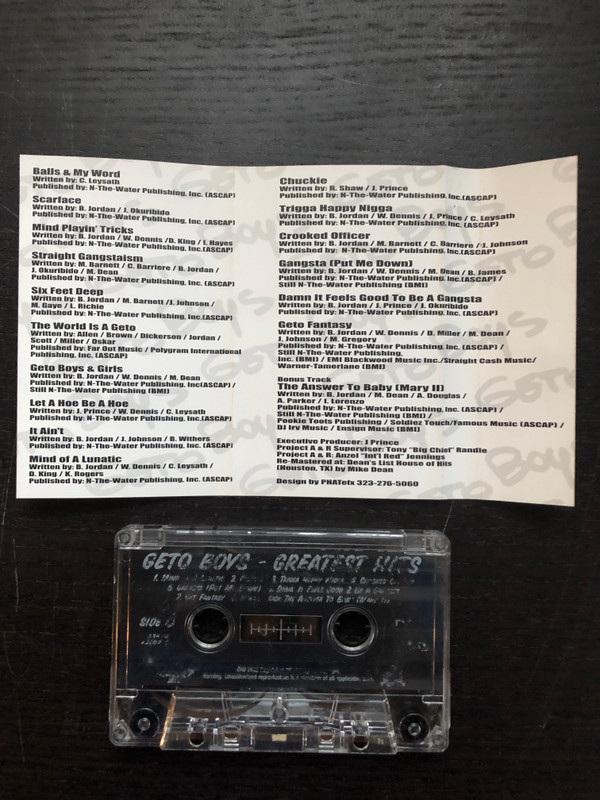 Balls & My Word
Written by: C. Leysath
Published by: N-The-Water Publishing, Inc. (ASCAP)
Scarface
Written by: B. Jordan / J. Okuribido
Published by: N-The-Water Publishing, Inc. (ASCAP)
Mind Playin' Tricks
Written by: B. Jordan / W. Dennis / D. King / I. Hayes
Published by: N-The-Water Publishing, Inc. (ASCAP)
Straight Gangstaism
Written by: M. Barnett / C. Barriere / B. Jordan /
J. Okuribido / M. Dean
Published by: N-The-Water Publishing, Inc. (ASCAP)
Six Feet Deep
Written by: B. Jordan / M. Barnett /J. Johnson /
M. Gaye / L. Richie
Published by: N-The-Water Publishing, Inc. (ASCAP)
The World Is A Geto
Written by: Allen / Brown / Dickerson / Jordan /
Scott / Miller / Oskar
Published by: Far Out Music / Polygram International
Publishing, Inc. (ASCAP)
Geto Boys & Girls
Written by: B. Jordan / W. Dennis / M. Dean
Published by: N-The-Water Publishing, Inc(ASCAP) /
Still N-The-Water Publishing (BMI)
Let A Hoe Be A Hoe
Written by: J. Prince / W. Dennis / C. Leysath
Published by: N-The-Water Publishing, Inc. (ASCAP)
It Ain't
Written by: B. Jordan / J. Johnson / B. Withers
Published by: N-The-Water Publishing, Inc. (ASCAP)
Mind of A Lunatic
Written by: B. Jordan / W. Dennis / C. Leysath /
D. King / K. Rogers
Published by: N-The-Water Publishing, Inc. (ASCAP)
Chuckie
Written by: B. Shaw / J. Prince
Published by: N-The-Water Publishing, Inc. (ASCAP)
Trigga Happy Nigga
Written by: B. Jordan / W. Dennis / J. Prince / C. Leysath
Published by: N-The-Water Publishing, Inc. (ASCAP)
Crooked Officer
Written by: B. Jordan / M. Barnett / C. Barriere / J. Johnson
Published by: N-The-Water Publishing, Inc. (ASCAP)
Gangsta (Put Me Down)
Written by: B. Jordan / W. Dennis / M. Dean / B. James
Published by: N-The-Water Publishing, Inc. (ASCAP) /
Still N-The-Water Publishing (BMI)
Damn It Feels Good To Be A Gangsta
Written by: B. Jordan / J. Prince / J. Okuribido
Published by: N-The-Water Publishing, Inc. (ASCAP)
Geto Fantasy
Written by: B. Jordan / W. Dennis / D. Miller / M. Dean /
J. Johnson / M. Gregory
Published by: N-The-Water Publishing, Inc. (ASCAP) /
Still N-The-Water Publishing,
Inc. (BMI) / EMI Blackwood Music Inc./Straight Cash Music/
Warner-Tamerlane (BMI)
Bonus Track
The Answer To Baby (Mary II)
Written by: B. Jordan / M. Dean / A. Douglas /
A. Parker / I. Lorenzo
Published by: N-The-Water Publishing, Inc. (ASCAP) /
Still N-The-Water Publishing (BMI) /
Pookie Toots Publishing / Soldiez Touch/Famous Music (ASCAP) /
DJ Irv Music / Ensign Music (BMI)
Executive Producer: J Prince
Project A & R Supervisor: Tony "Big Chief" Randle
Project A & R: Anzel "Int'l Red" Jennings
Re-Mastered at: Dean's List House of Hits
(Houston, TX) by Mike Dean
Design by PHATefx 323-276-5060
GETO BOYS - GREATEST HITS
SIDE